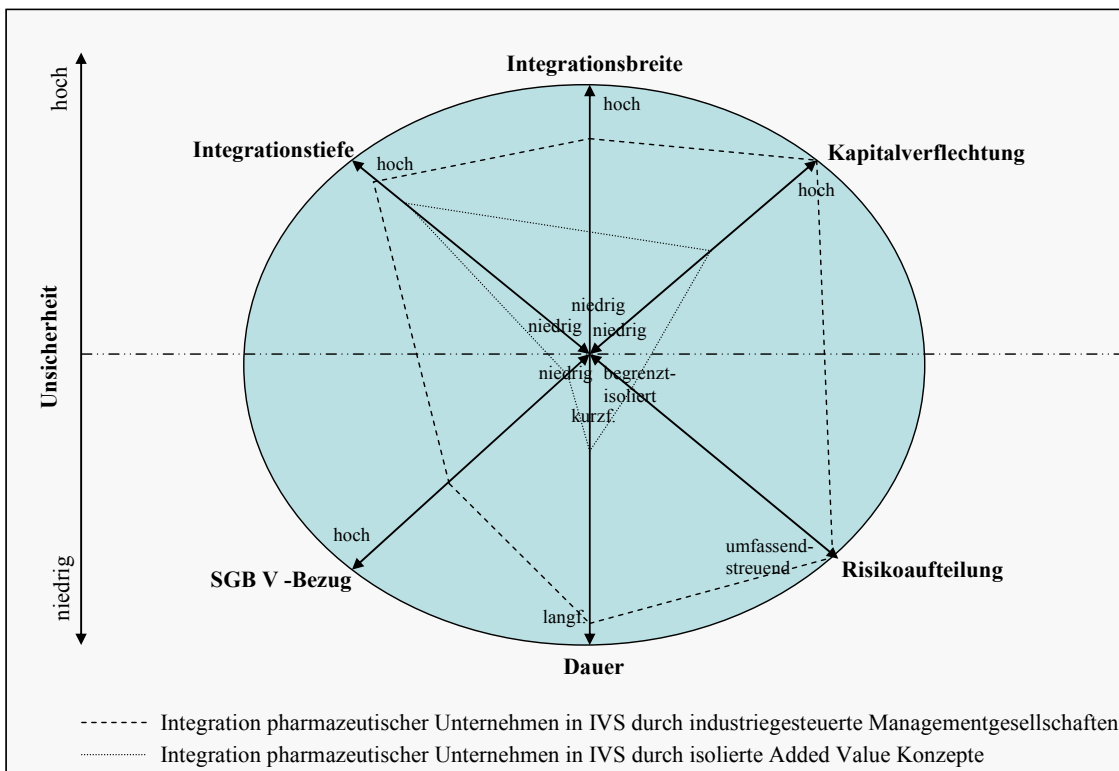 Integrationsbreite
hoch
hoch
Integrationstiefe
hoch
Kapitalverflechtung
hoch
Unsicherheit
niedrig
niedrig
niedrig
niedrig
begrenzt-
isoliert
kurzf.
hoch
umfassend-
streuend
SGB V -Bezug
Risikoaufteilung
niedrig
langf.
Dauer
Integration pharmazeutischer Unternehmen in IVS durch industriegesteuerte Managementgesellschaften
Integration pharmazeutischer Unternehmen in IVS durch isolierte Added Value Konzepte